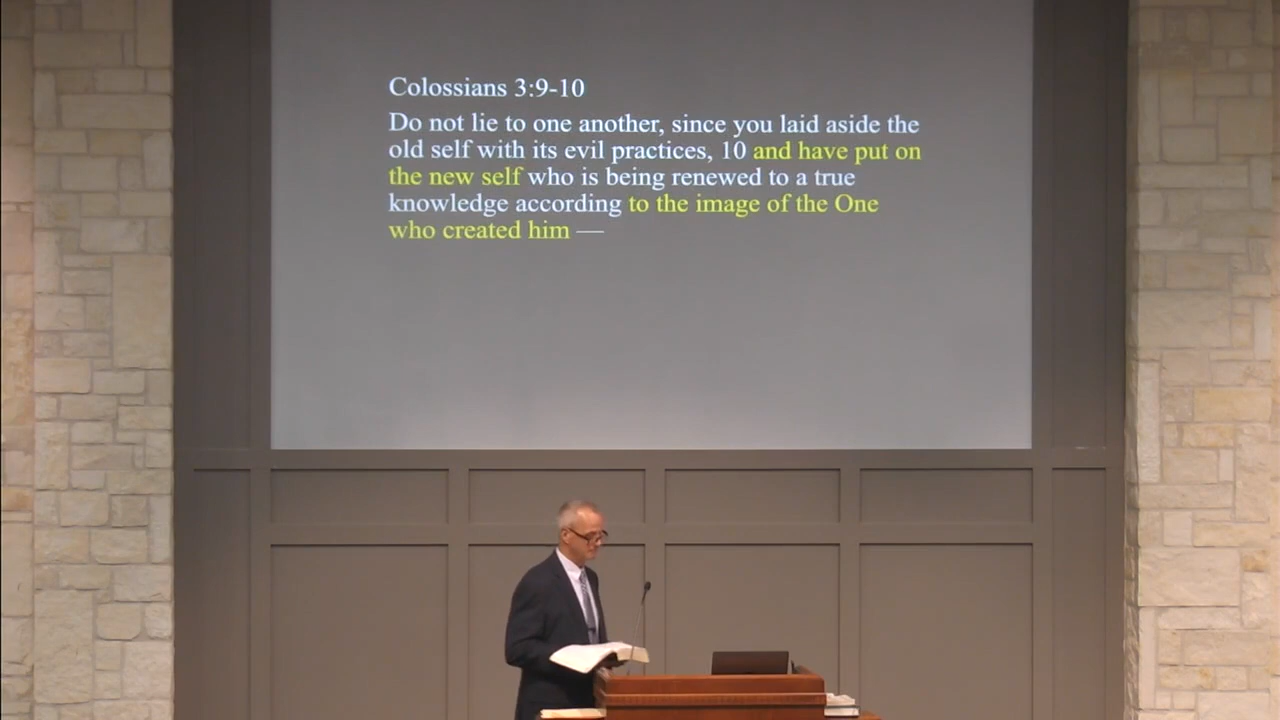 Colossians 3:9-10
Do not lie to one another, since you laid aside the
old self with its evil practices, 10 and have put on
the new self who is being renewed to a true
knowledge according to the image of the One
who created him —